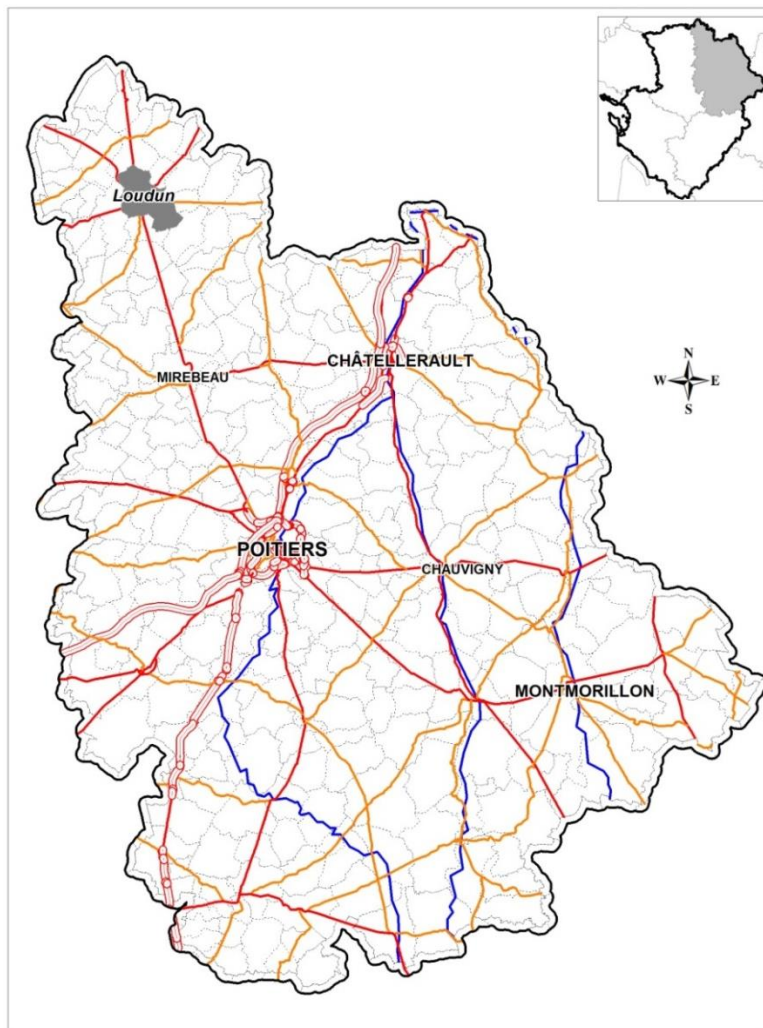 Loudun
CHÂTELLERAULT
MIREBEAU
N
W E
S
POITIERS
CHAUVIGNY
MONTMORILLON